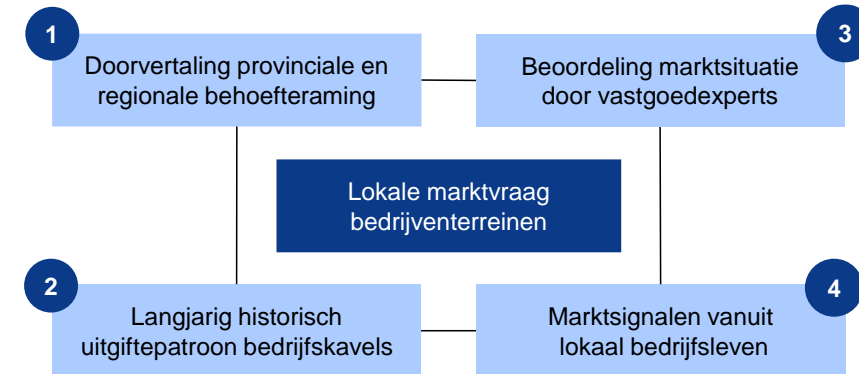 1
Doorvertaling provinciale en
regionale behoefteraming
3
Beoordeling marktsituatie
door vastgoedexperts
Lokale marktvraag
bedrijventerreinen
2
Langjarig historisch
uitgiftepatroon bedrijfskavels
4
Marktsignalen vanuit
lokaal bedrijfsleven